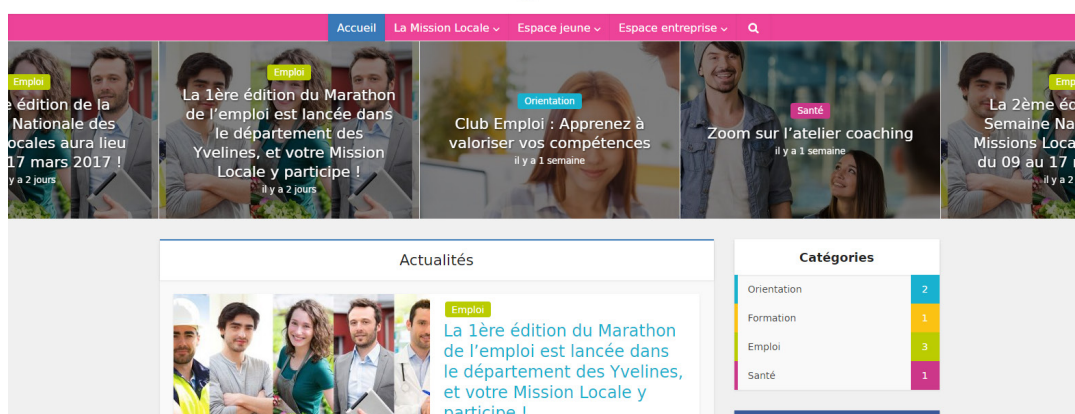 Accueil La Mission Locale Espace jeune Espace entreprise
Emploi
édition de la
Nationale des
ocales aura lieu
17 mars 2017 !
y a 2 jours
Emploi
La 1ère édition du Marathon
de l'emploi est lancée dans
le département des
Yvelines, et votre Mission
Locale y participe !
il y a 2 jours
Orientation
Club Emploi : Apprenez à
valoriser vos compétences
il y a 1 semaine
Santé
Zoom sur l'atelier coaching
il y a 1 semaine
Emp
La 2ème éd
Semaine Na
Missions Loca
du 09 au 17
il y a 2
Actualités
Emploi
La 1ère édition du Marathon
de l'emploi est lancée dans
le département des Yvelines,
et votre Mission Locale y
participe !
Catégories
Orientation 2
Formation 1
Emploi 3
Santé 1